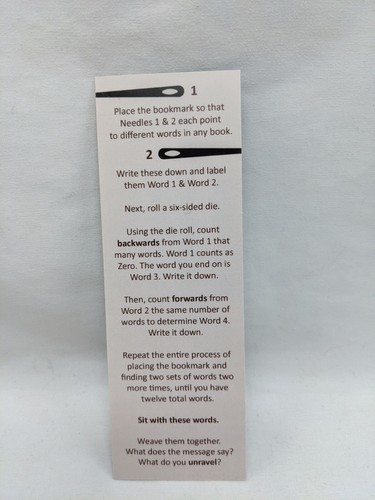 1
Place the bookmark so that
Needles 1 & 2 each point
to different words in any book.
2
Write these down and label
them Word 1 & Word 2.
Next, roll a six-sided die.
Using the die roll, count
backwards from Word 1 that
many words. Word 1 counts as
Zero. The word you end on is
Word 3. Write it down.
Then, count forwards from
Word 2 the same number of
words to determine Word 4.
Write it down.
Repeat the entire process of
placing the bookmark and
finding two sets of words two
more times, until you have
twelve total words.
Sit with these words.
Weave them together.
What does the message say?
What do you unravel?